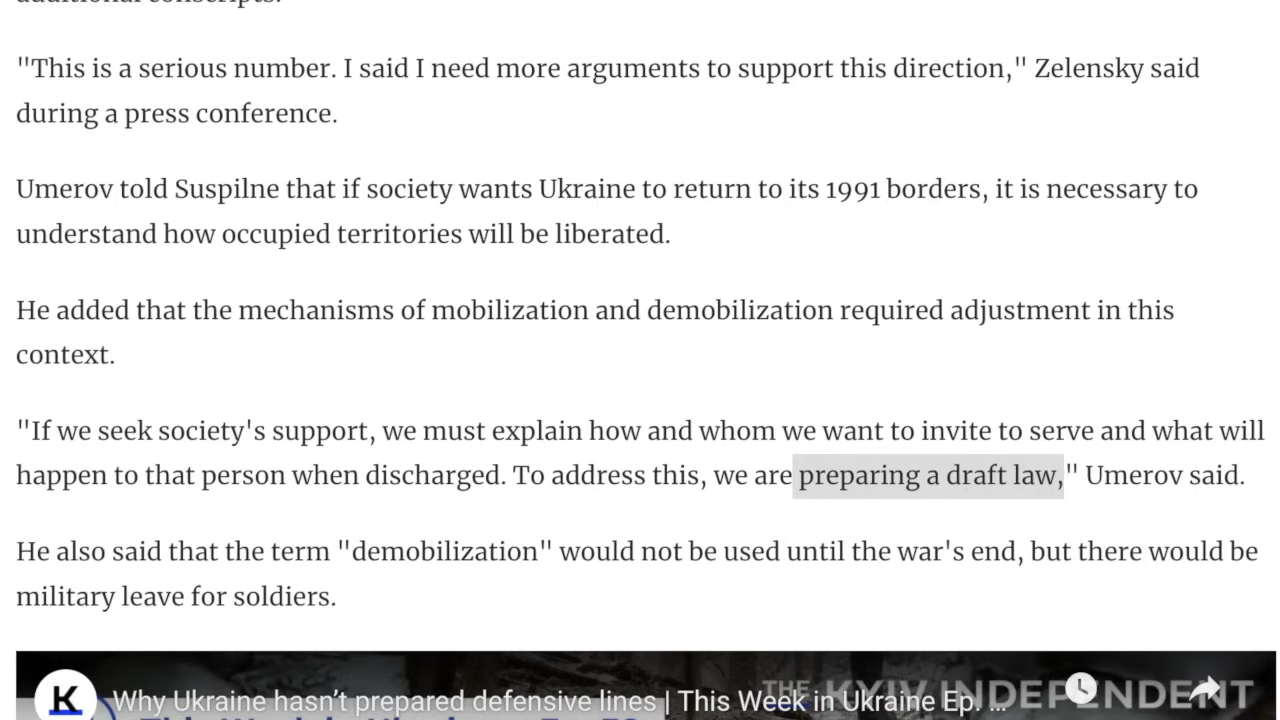 additional conscripts.
"This is a serious number. I said I need more arguments to support this direction," Zelensky said
during a press conference.
Umerov told Suspilne that if society wants Ukraine to return to its 1991 borders, it is necessary to
understand how occupied territories will be liberated.
He added that the mechanisms of mobilization and demobilization required adjustment in this
context.
"If we seek society's support, we must explain how and whom we want to invite to serve and what will
happen to that person when discharged. To address this, we are preparing a draft law," Umerov said.
He also said that the term "demobilization" would not be used until the war's end, but there would be
military leave for soldiers.
THE KYIV INDEPENDENT
K
Why Ukraine hasn't prepared defensive lines | This Week in Ukraine Ep. …